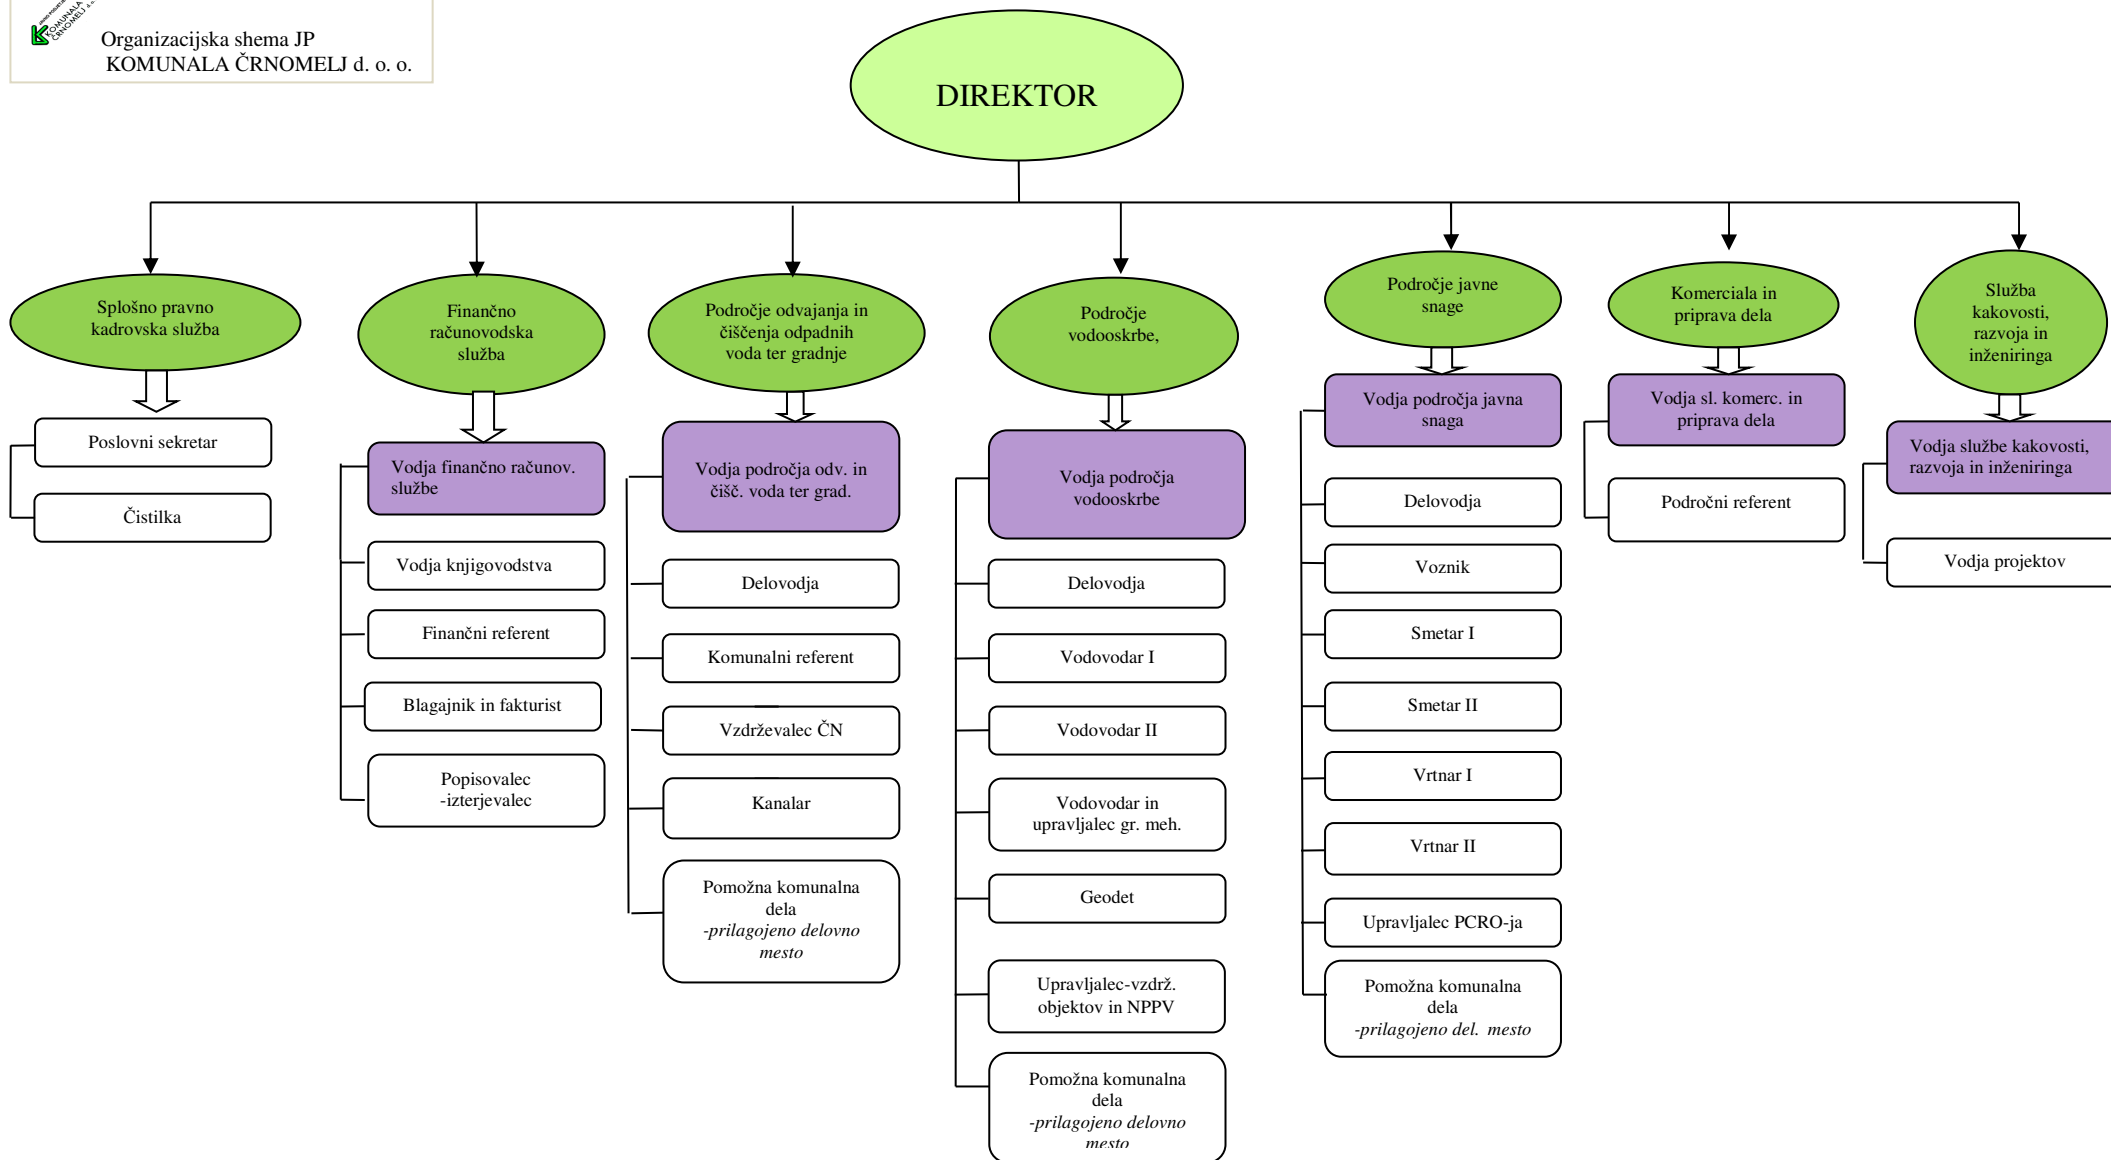 KOMUNALA
ČRNOMELJ d.o.o.
Organizacijska shema JP
KOMUNALA ČRNOMELJ d. o. o.
DIREKTOR
Splošno pravno
kadrovska služba
Poslovni sekretar
Čistilka
Finančno
računovodska
služba
Vodja finančno računov.
službe
Vodja knjigovodstva
Finančni referent
Blagajnik in fakturist
Popisovalec
-izterjevalec
Področje odvajanja in
čiščenja odpadnih
voda ter gradnje
Vodja področja odv. in
čišč. voda ter grad.
Delovodja
Komunalni referent
Vzdrževalec ČN
Kanalar
Pomožna komunalna
dela
-prilagojeno delovno
mesto
Področje
vodooskrbe,
Vodja področja
vodooskrbe
Delovodja
Vodovodar I
Vodovodar II
Vodovodar in
upravljalec gr. meh.
Geodet
Upravljalec-vzdrž.
objektov in NPPV
Pomožna komunalna
dela
-prilagojeno delovno
mesto
Področje javne
snage
Vodja področja javna
snaga
Delovodja
Voznik
Smetar I
Smetar II
Vrtnar I
Vrtnar II
Upravljalec PCRO-ja
Pomožna komunalna
dela
-prilagojeno del. mesto
Komerciala in
priprava dela
Vodja sl. komerc. in
priprava dela
Področni referent
Služba
kakovosti,
razvoja in
inženiringa
Vodja službe kakovosti,
razvoja in inženiringa
Vodja projektov